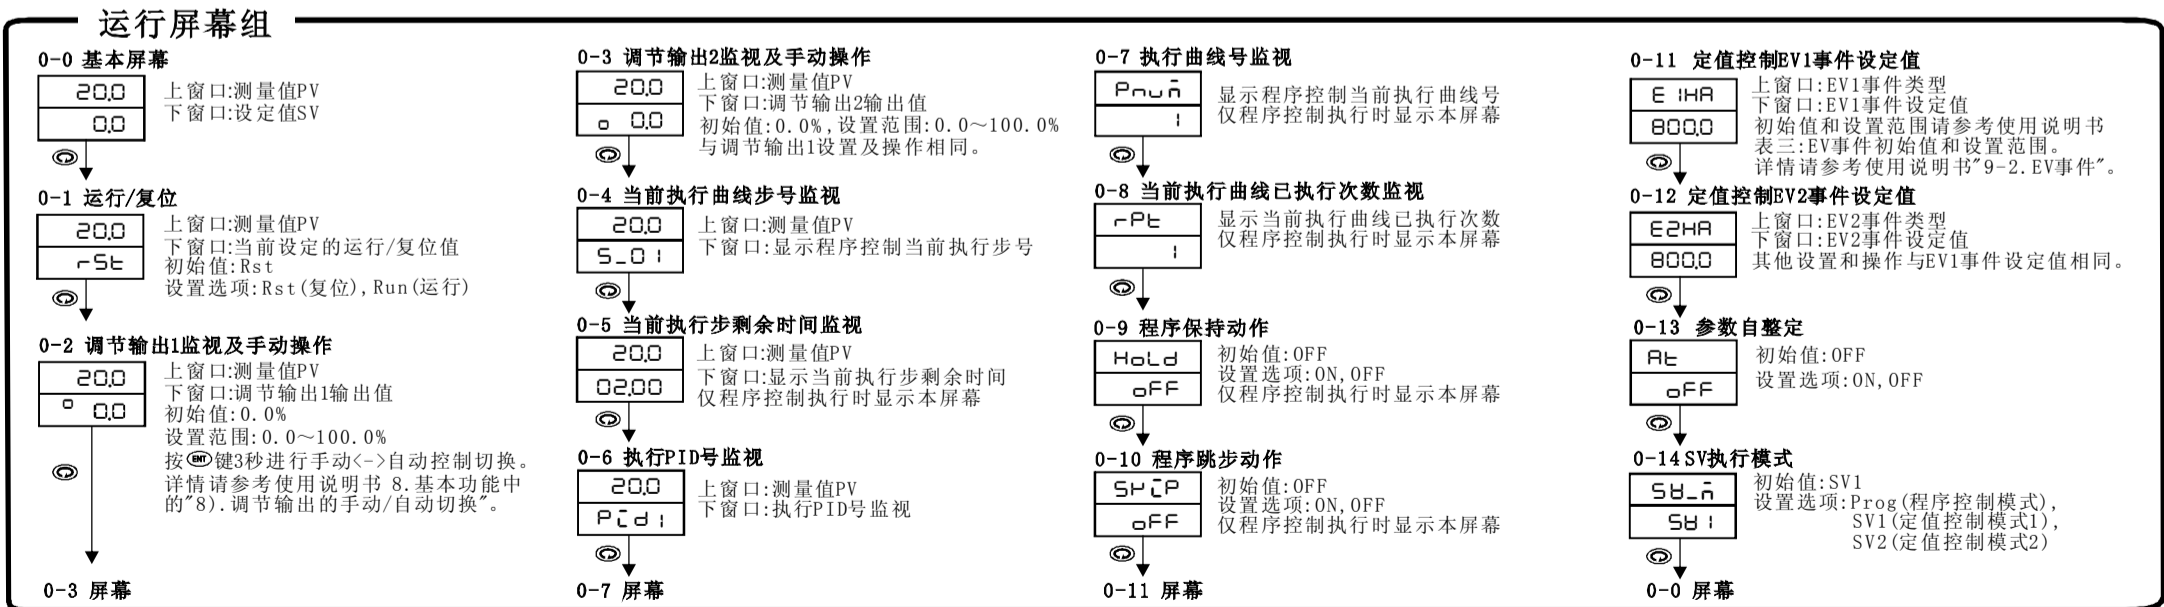 运行屏幕组
0-0 基本屏幕
20.0
0.0
上窗口:测量值PV
下窗口:设定值SV
0-1 运行/复位
20.0
rSt
上窗口:测量值PV
下窗口:当前设定的运行/复位值
初始值:Rst
设置选项:Rst(复位),Run(运行)
0-2 调节输出1监视及手动操作
20.0
0.0
上窗口:测量值PV
下窗口:调节输出1输出值
初始值:0.0%
设置范围:0.0～100.0%
按ENT键3秒进行手动<->自动控制切换。
详情请参考使用说明书 8.基本功能中
的"8).调节输出的手动/自动切换"。
0-3 屏幕
0-3 调节输出2监视及手动操作
20.0
o 0.0
上窗口:测量值PV
下窗口:调节输出2输出值
初始值:0.0%,设置范围:0.0～100.0%
与调节输出1设置及操作相同。
0-4 当前执行曲线步号监视
20.0
S_01
上窗口:测量值PV
下窗口:显示程序控制当前执行步号
0-5 当前执行步剩余时间监视
20.0
02.00
上窗口:测量值PV
下窗口:显示当前执行步剩余时间
仅程序控制执行时显示本屏幕
0-6 执行PID号监视
20.0
Pid1
上窗口:测量值PV
下窗口:执行PID号监视
0-7 屏幕
0-7 执行曲线号监视
Pnum
1
显示程序控制当前执行曲线号
仅程序控制执行时显示本屏幕
0-8 当前执行曲线已执行次数监视
rPt
1
显示当前执行曲线已执行次数
仅程序控制执行时显示本屏幕
0-9 程序保持动作
HoLd
oFF
初始值:OFF
设置选项:ON,OFF
仅程序控制执行时显示本屏幕
0-10 程序跳步动作
SKiP
oFF
初始值:OFF
设置选项:ON,OFF
仅程序控制执行时显示本屏幕
0-11 屏幕
0-11 定值控制EV1事件设定值
E1HA
800.0
上窗口:EV1事件类型
下窗口:EV1事件设定值
初始值和设置范围请参考使用说明书
表三:EV事件初始值和设置范围。
详情请参考使用说明书"9-2.EV事件"。
0-12 定值控制EV2事件设定值
E2HA
800.0
上窗口:EV2事件类型
下窗口:EV2事件设定值
其他设置和操作与EV1事件设定值相同。
0-13 参数自整定
At
oFF
初始值:OFF
设置选项:ON,OFF
0-14 SV执行模式
SV_m
SV1
初始值:SV1
设置选项:Prog(程序控制模式),
SV1(定值控制模式1),
SV2(定值控制模式2)
0-0 屏幕